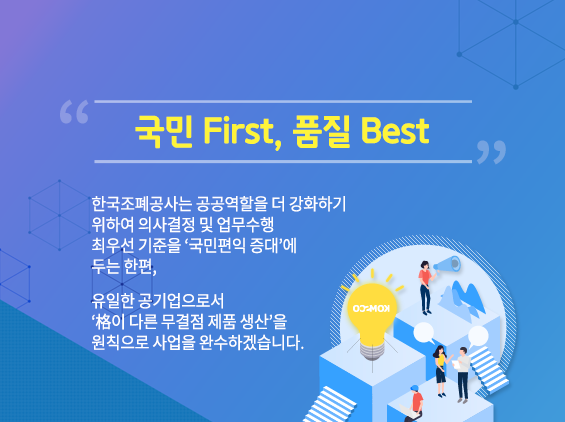 “국민 First, 품질 Best”
한국조폐공사는 공공역할을 더 강화하기
위하여 의사결정 및 업무수행
최우선 기준을 ‘국민편익 증대’에
두는 한편,
유일한 공기업으로서
‘格이 다른 무결점 제품 생산’을
원칙으로 사업을 완수하겠습니다.
KOMSCO